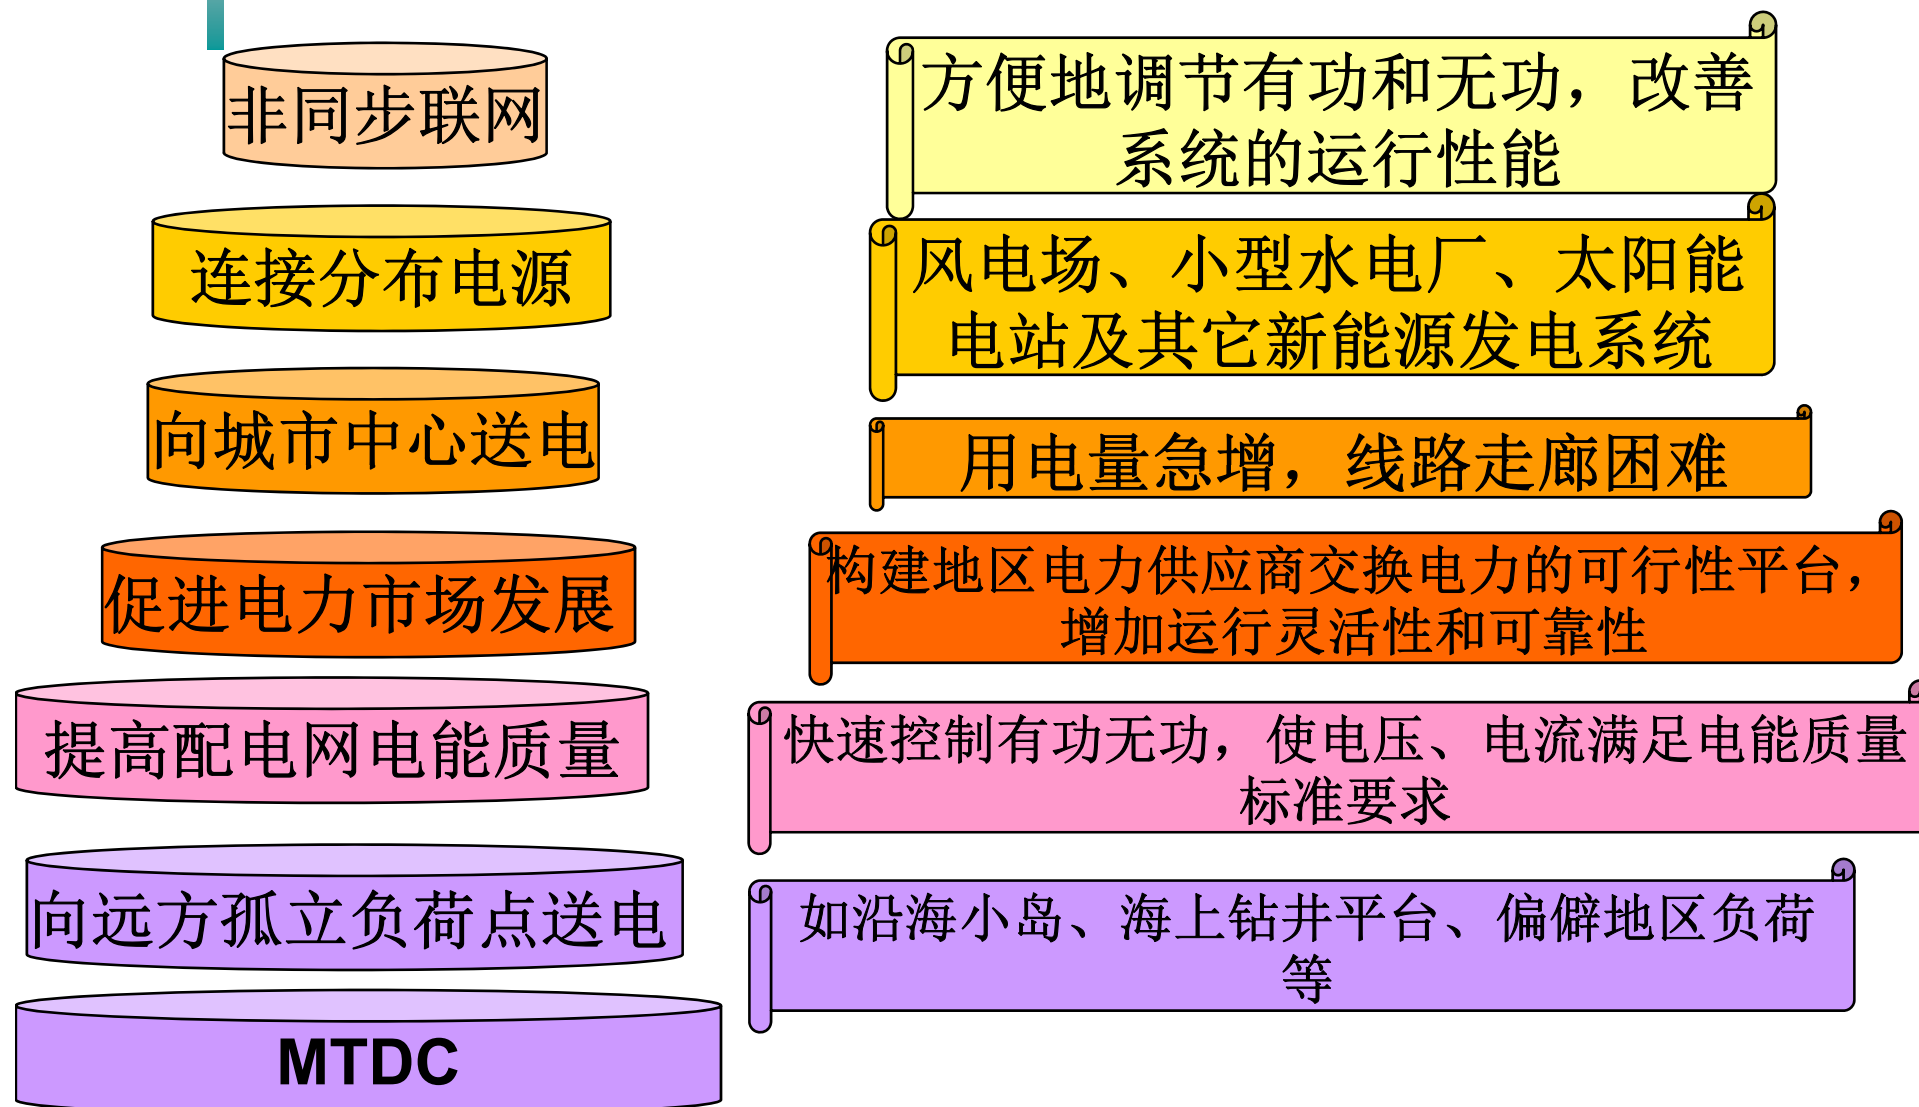 非同步联网
方便地调节有功和无功，改善
系统的运行性能
连接分布电源
风电场、小型水电厂、太阳能
电站及其它新能源发电系统
向城市中心送电
用电量急增，线路走廊困难
促进电力市场发展
构建地区电力供应商交换电力的可行性平台，
增加运行灵活性和可靠性
提高配电网电能质量
快速控制有功无功，使电压、电流满足电能质量
标准要求
向远方孤立负荷点送电
如沿海小岛、海上钻井平台、偏僻地区负荷
等
MTDC